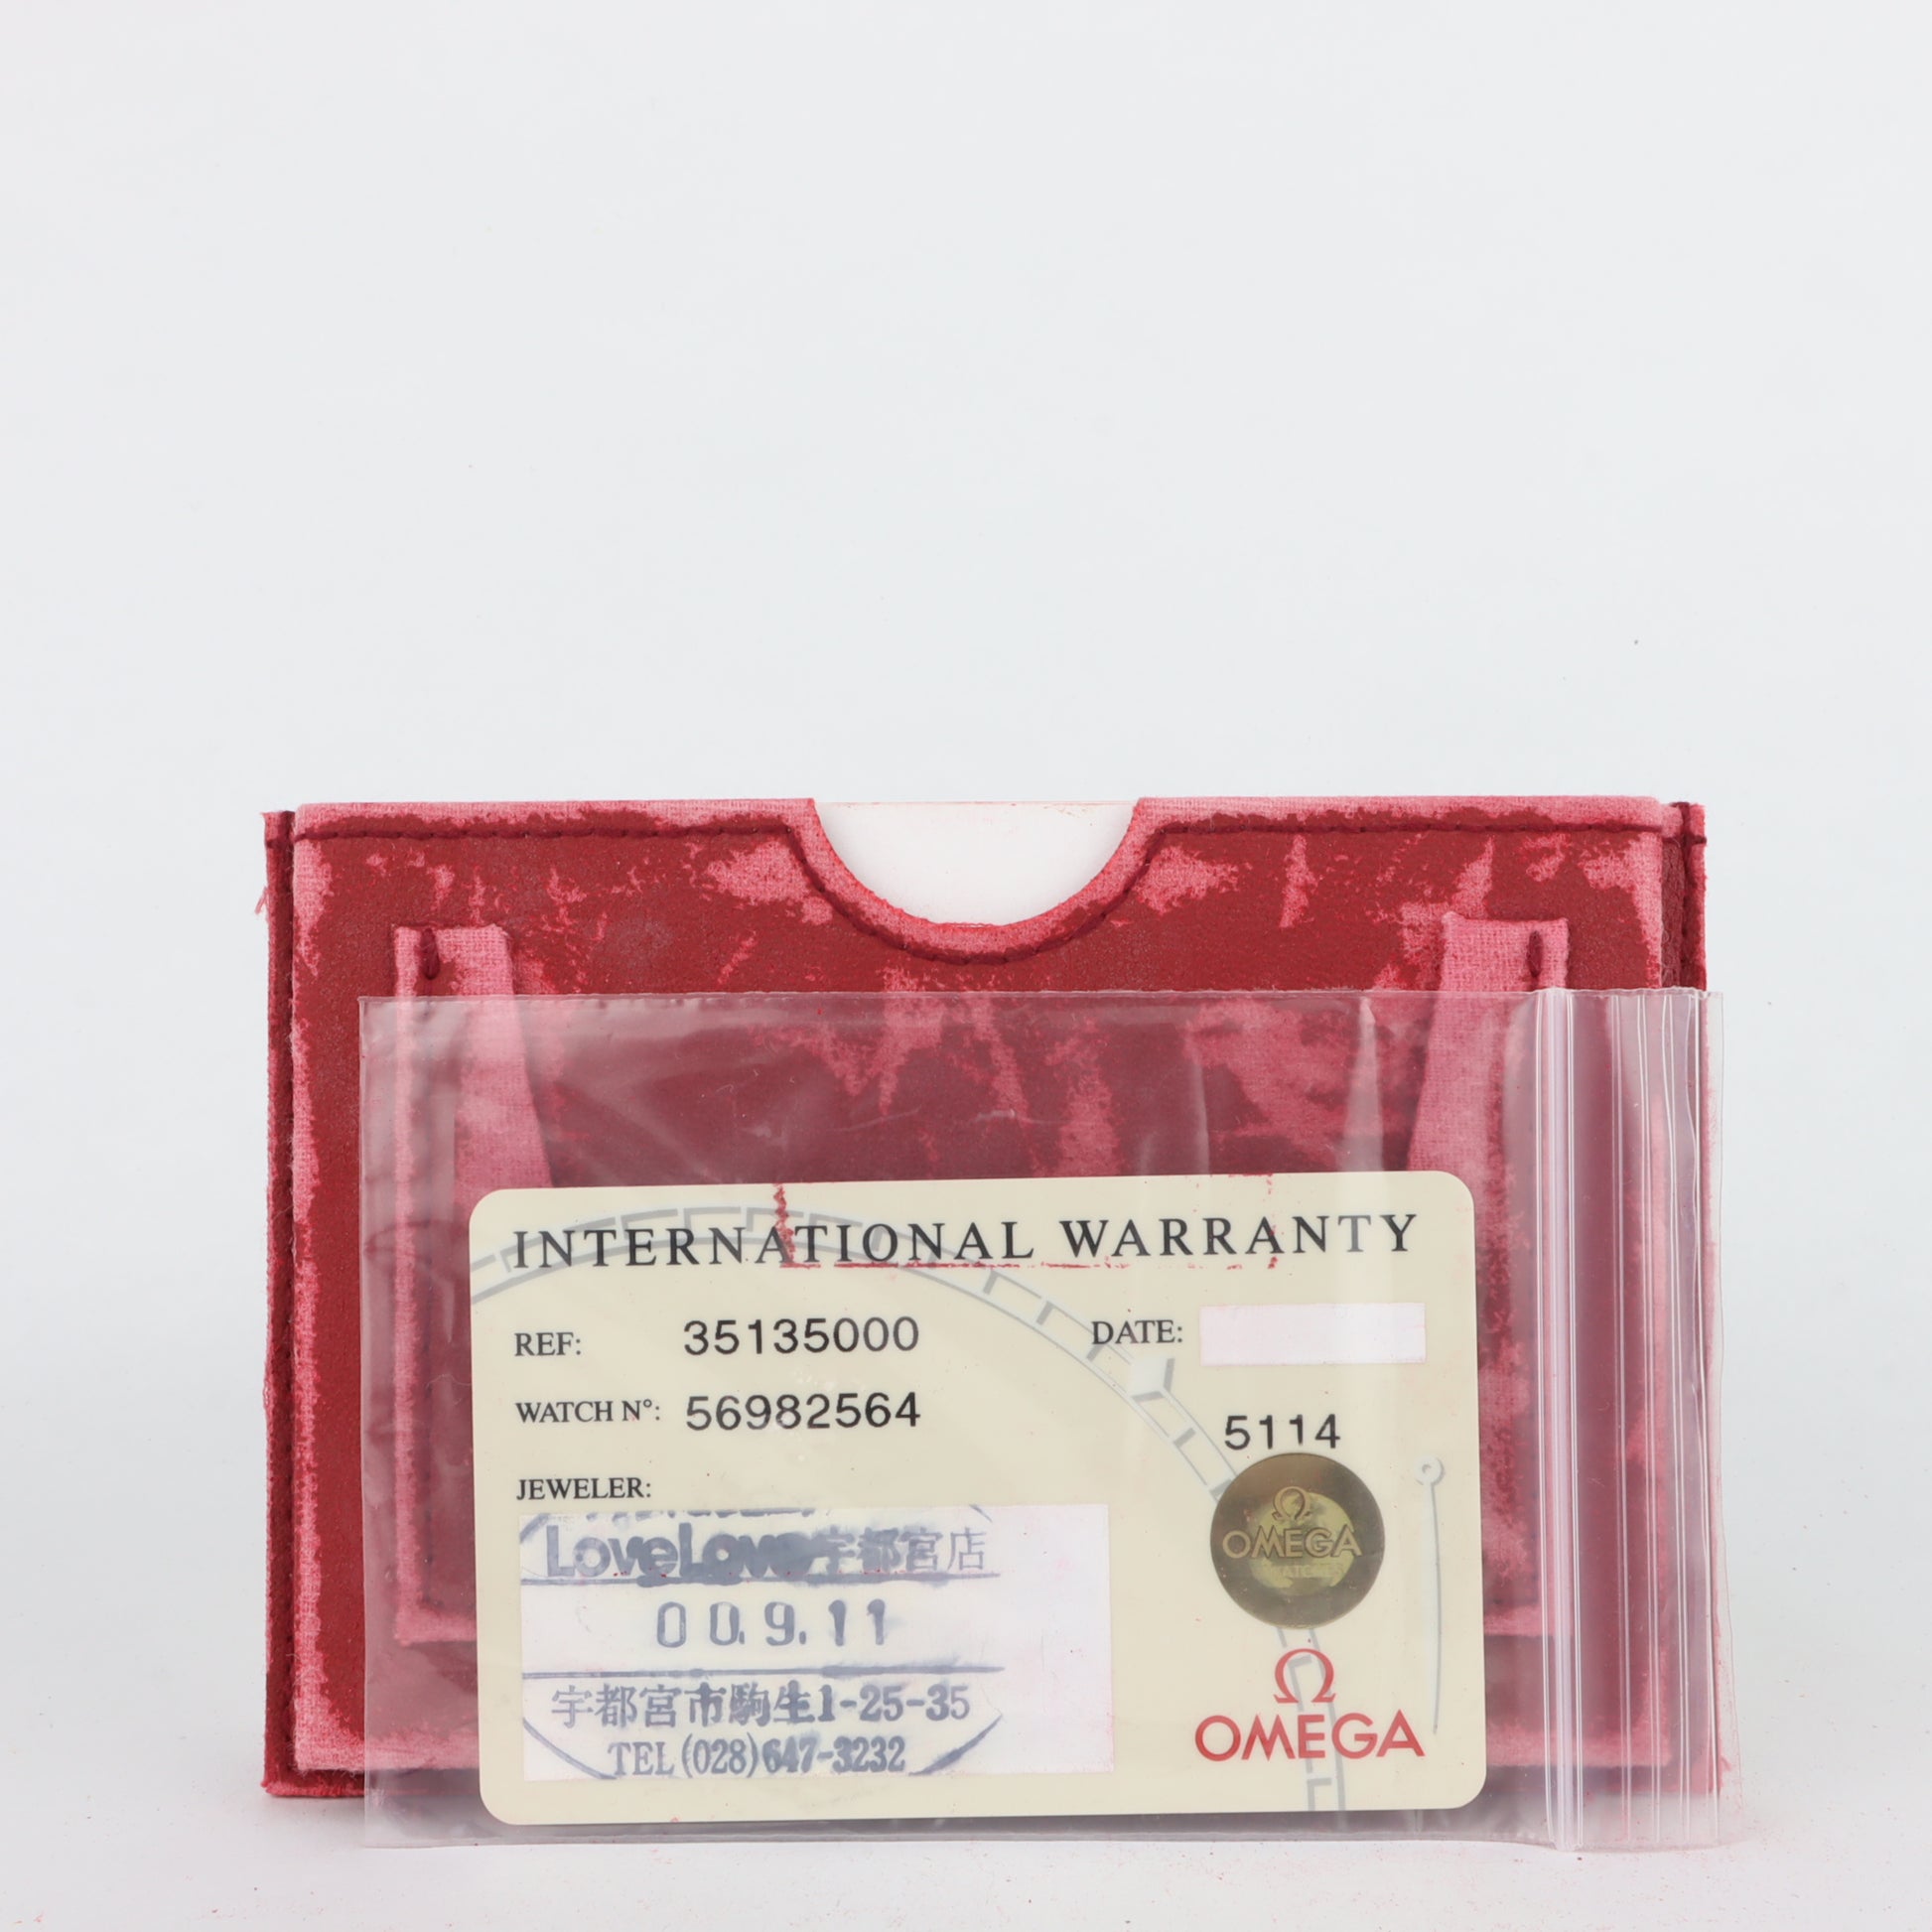 INTERNATIONAL WARRANTY
REF: 35135000
DATE:
WATCH N°: 56982564
5114
JEWELER:
LoveLove宇都宮店
00.9.11
宇都宮市駒生1-25-35
TEL(028)647-3232
Ω
OMEGA
Ω
OMEGA